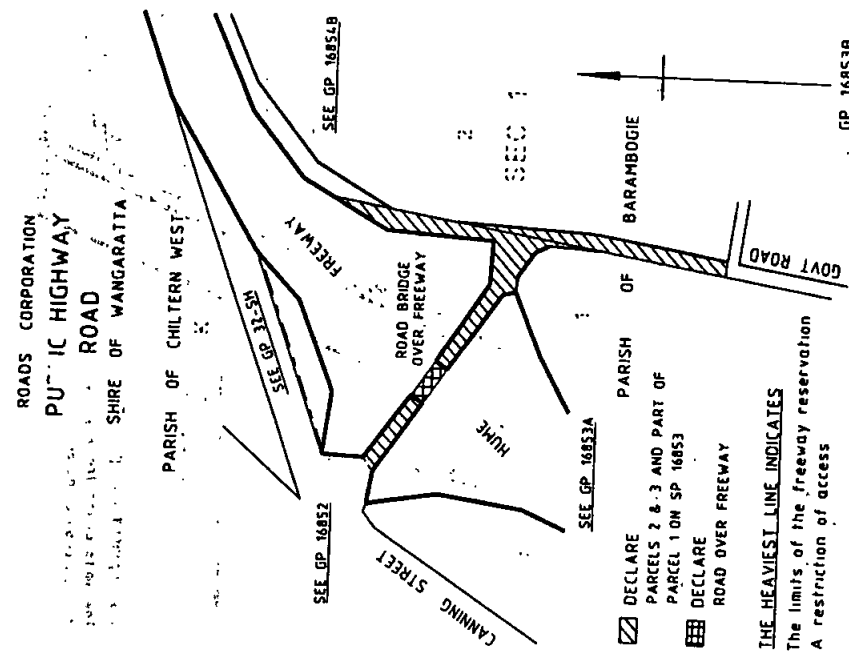 ROADS CORPORATION
HIGHWAY
ROAD
SHIRE OF WANGARATTA
PARISH OF CHILTERN WEST
SEE GP 16854B
SEE GP 32-SH
FREEWAY
2
SEC 1
ROAD BRIDGE
OVER FREEWAY
SEE GP 16852
HUME
1
PARISH OF BARAMBOGIE
SEE GP 16853A
CANNING STREET
GOVT ROAD
GP 16853B
DECLARE
PARCELS 2 & 3 AND PART OF
PARCEL 1 ON SP 16853
DECLARE
ROAD OVER FREEWAY
THE HEAVIEST LINE INDICATES
The limits of the freeway reservation
A restriction of access